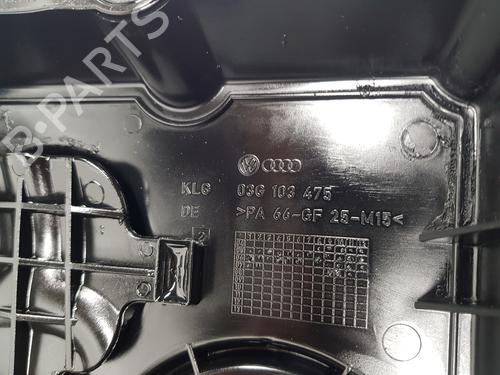 B-PARTS
KLG 03G 103 475
DE >PA 66-GF 25-M15<
2